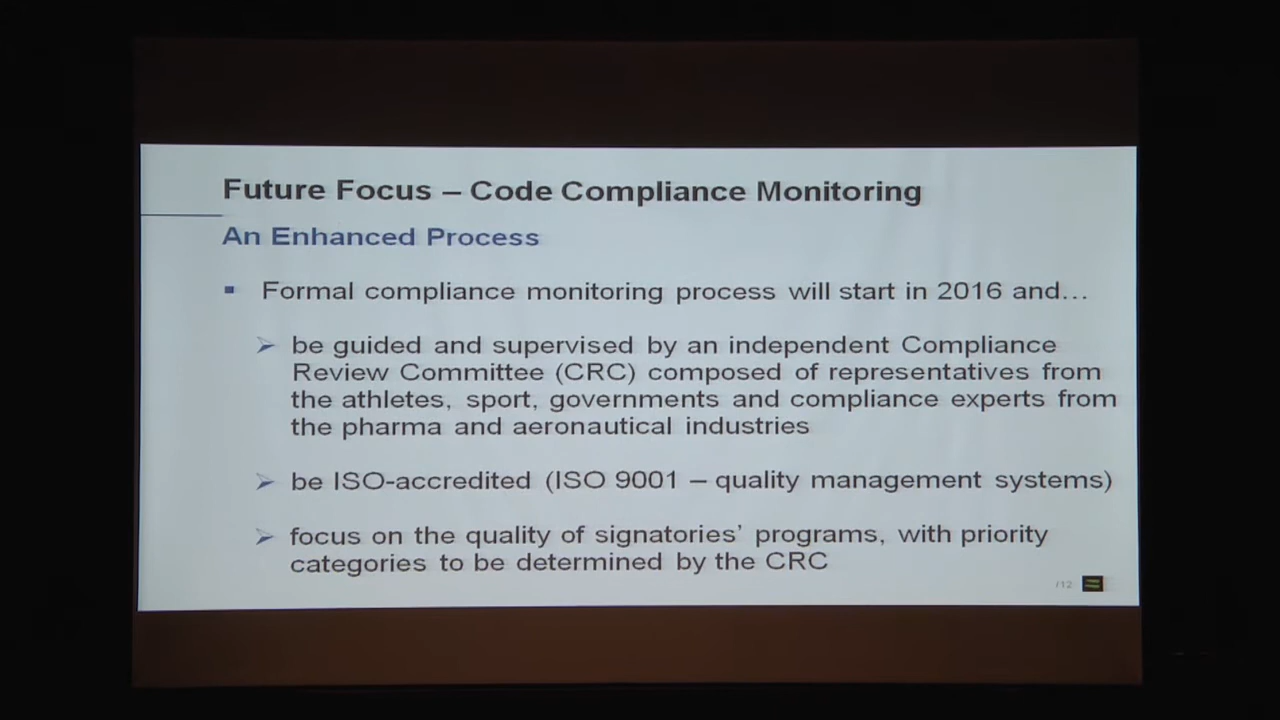 Future Focus – Code Compliance Monitoring
An Enhanced Process
▪ Formal compliance monitoring process will start in 2016 and…
➢ be guided and supervised by an independent Compliance
Review Committee (CRC) composed of representatives from
the athletes, sport, governments and compliance experts from
the pharma and aeronautical industries
➢ be ISO-accredited (ISO 9001 – quality management systems)
➢ focus on the quality of signatories’ programs, with priority
categories to be determined by the CRC
/12